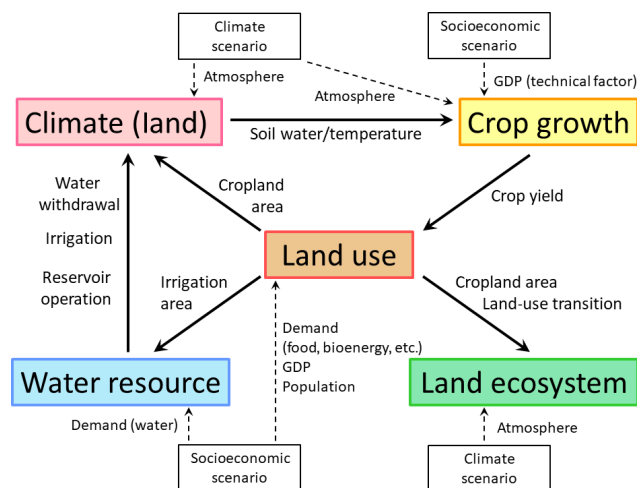 Climate
scenario
Socioeconomic
scenario
Atmosphere
Atmosphere
GDP (technical factor)
Climate (land)
Soil water/temperature
Crop growth
Water
withdrawal
Irrigation
Reservoir
operation
Cropland
area
Crop yield
Land use
Irrigation
area
Cropland area
Land-use transition
Demand
(food, bioenergy, etc.)
GDP
Population
Water resource
Land ecosystem
Demand (water)
Atmosphere
Socioeconomic
scenario
Climate
scenario